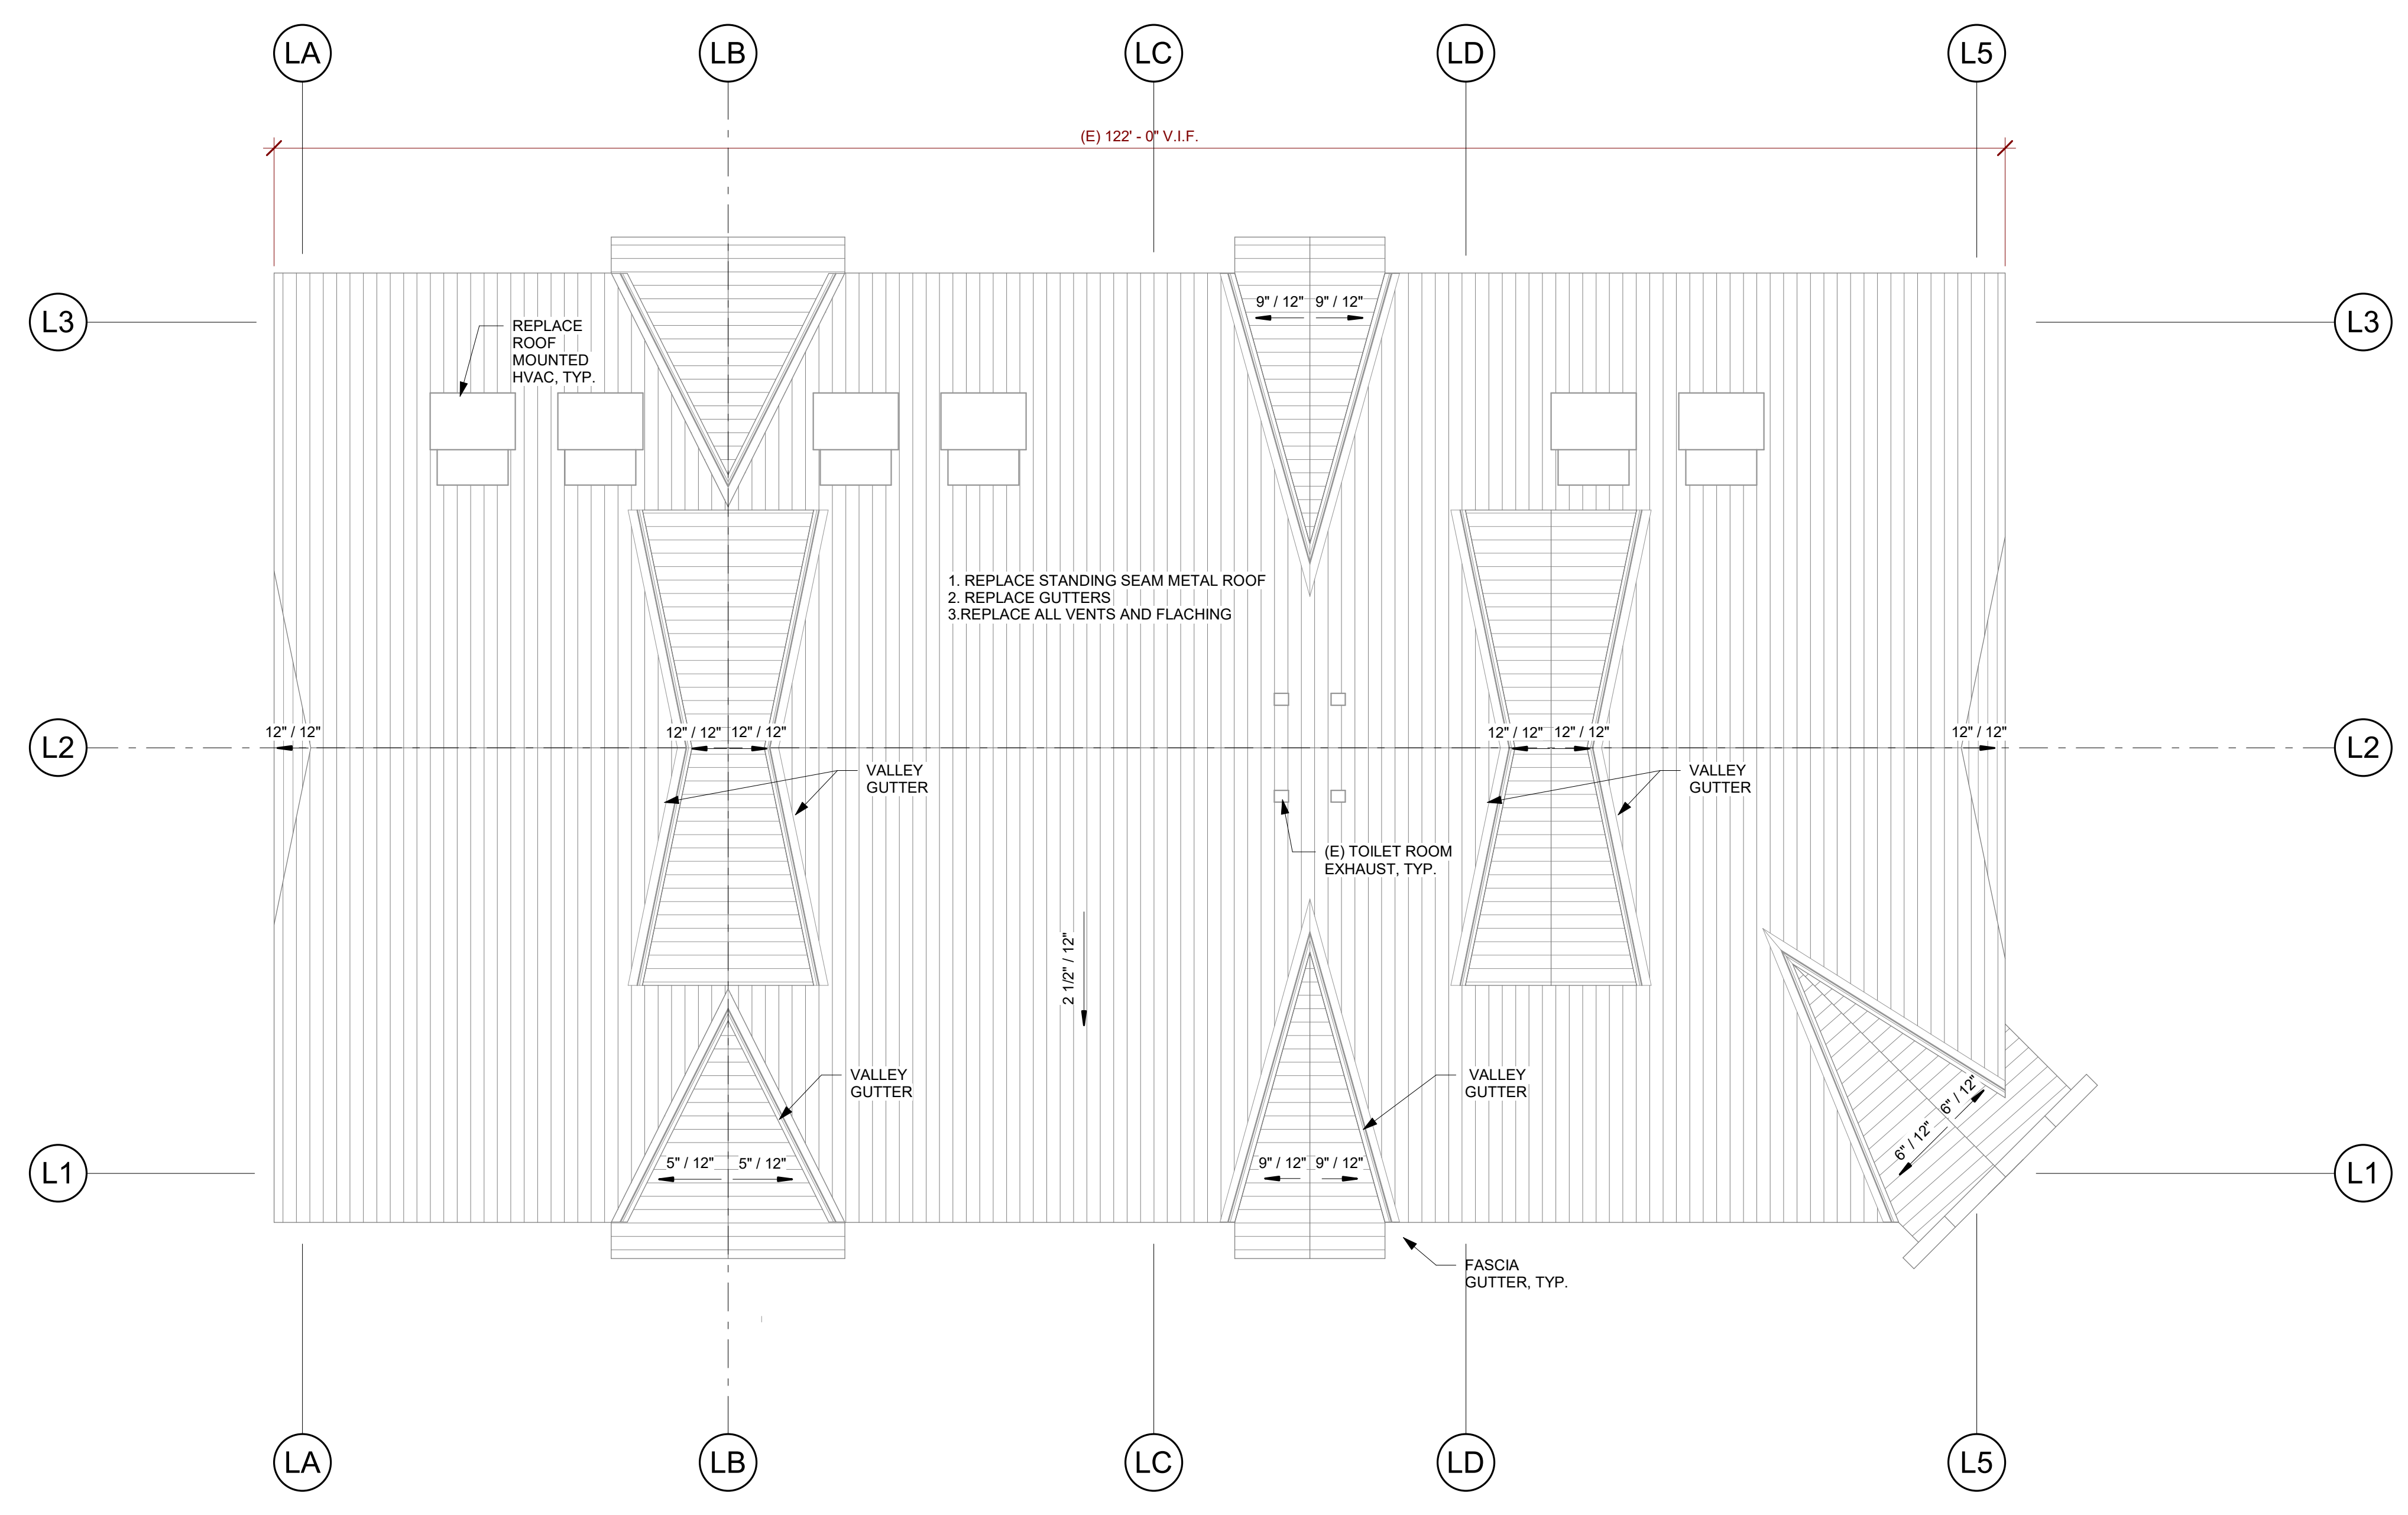 LA
LB
LC
LD
L5
(E) 122' - 0" V.I.F.
L3
L3
9" / 12" 9" / 12"
REPLACE
ROOF
MOUNTED
HVAC, TYP.
1. REPLACE STANDING SEAM METAL ROOF
2. REPLACE GUTTERS
3.REPLACE ALL VENTS AND FLACHING
12" / 12"
12" / 12" 12" / 12"
12" / 12" 12" / 12"
12" / 12"
L2
L2
VALLEY
GUTTER
VALLEY
GUTTER
(E) TOILET ROOM
EXHAUST, TYP.
2 1/2" / 12"
VALLEY
GUTTER
VALLEY
GUTTER
6" / 12"
6" / 12"
5" / 12" 5" / 12"
9" / 12" 9" / 12"
L1
L1
FASCIA
GUTTER, TYP.
LA
LB
LC
LD
L5